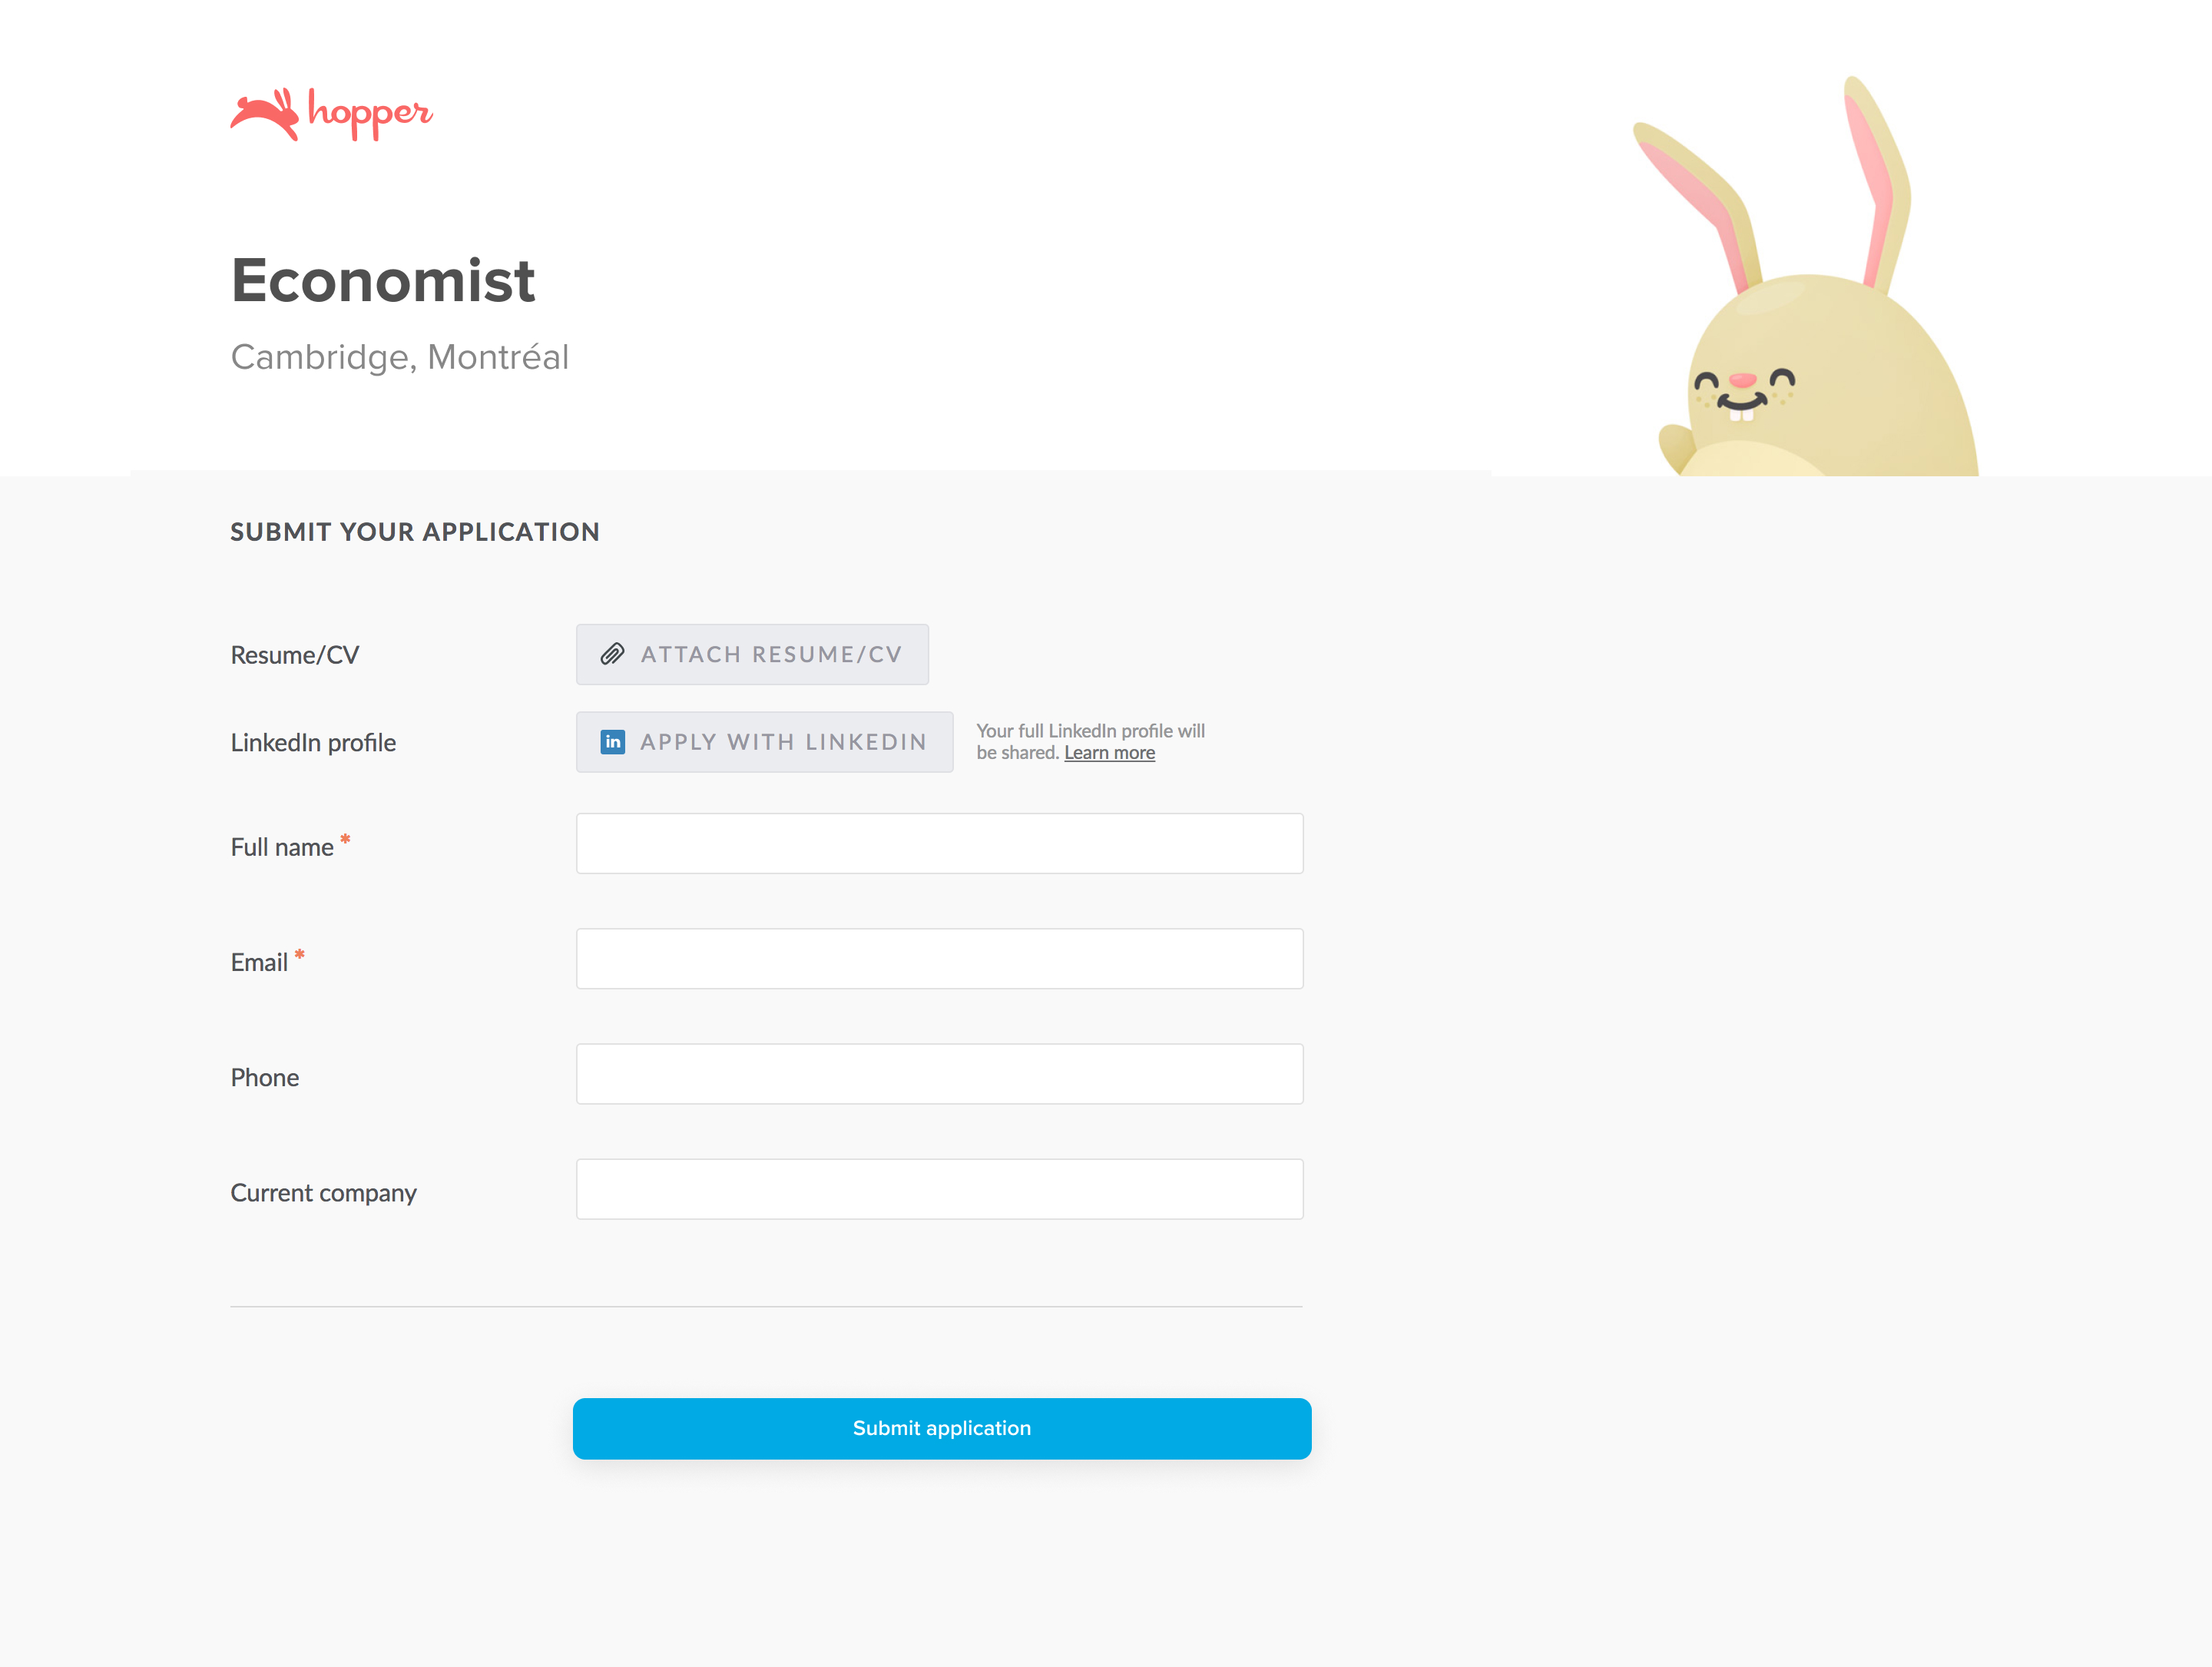 hopper
Economist
Cambridge, Montréal
SUBMIT YOUR APPLICATION
Resume/CV
ATTACH RESUME/CV
LinkedIn profile
in APPLY WITH LINKEDIN
Your full LinkedIn profile will
be shared. Learn more
Full name *
Email *
Phone
Current company
Submit application